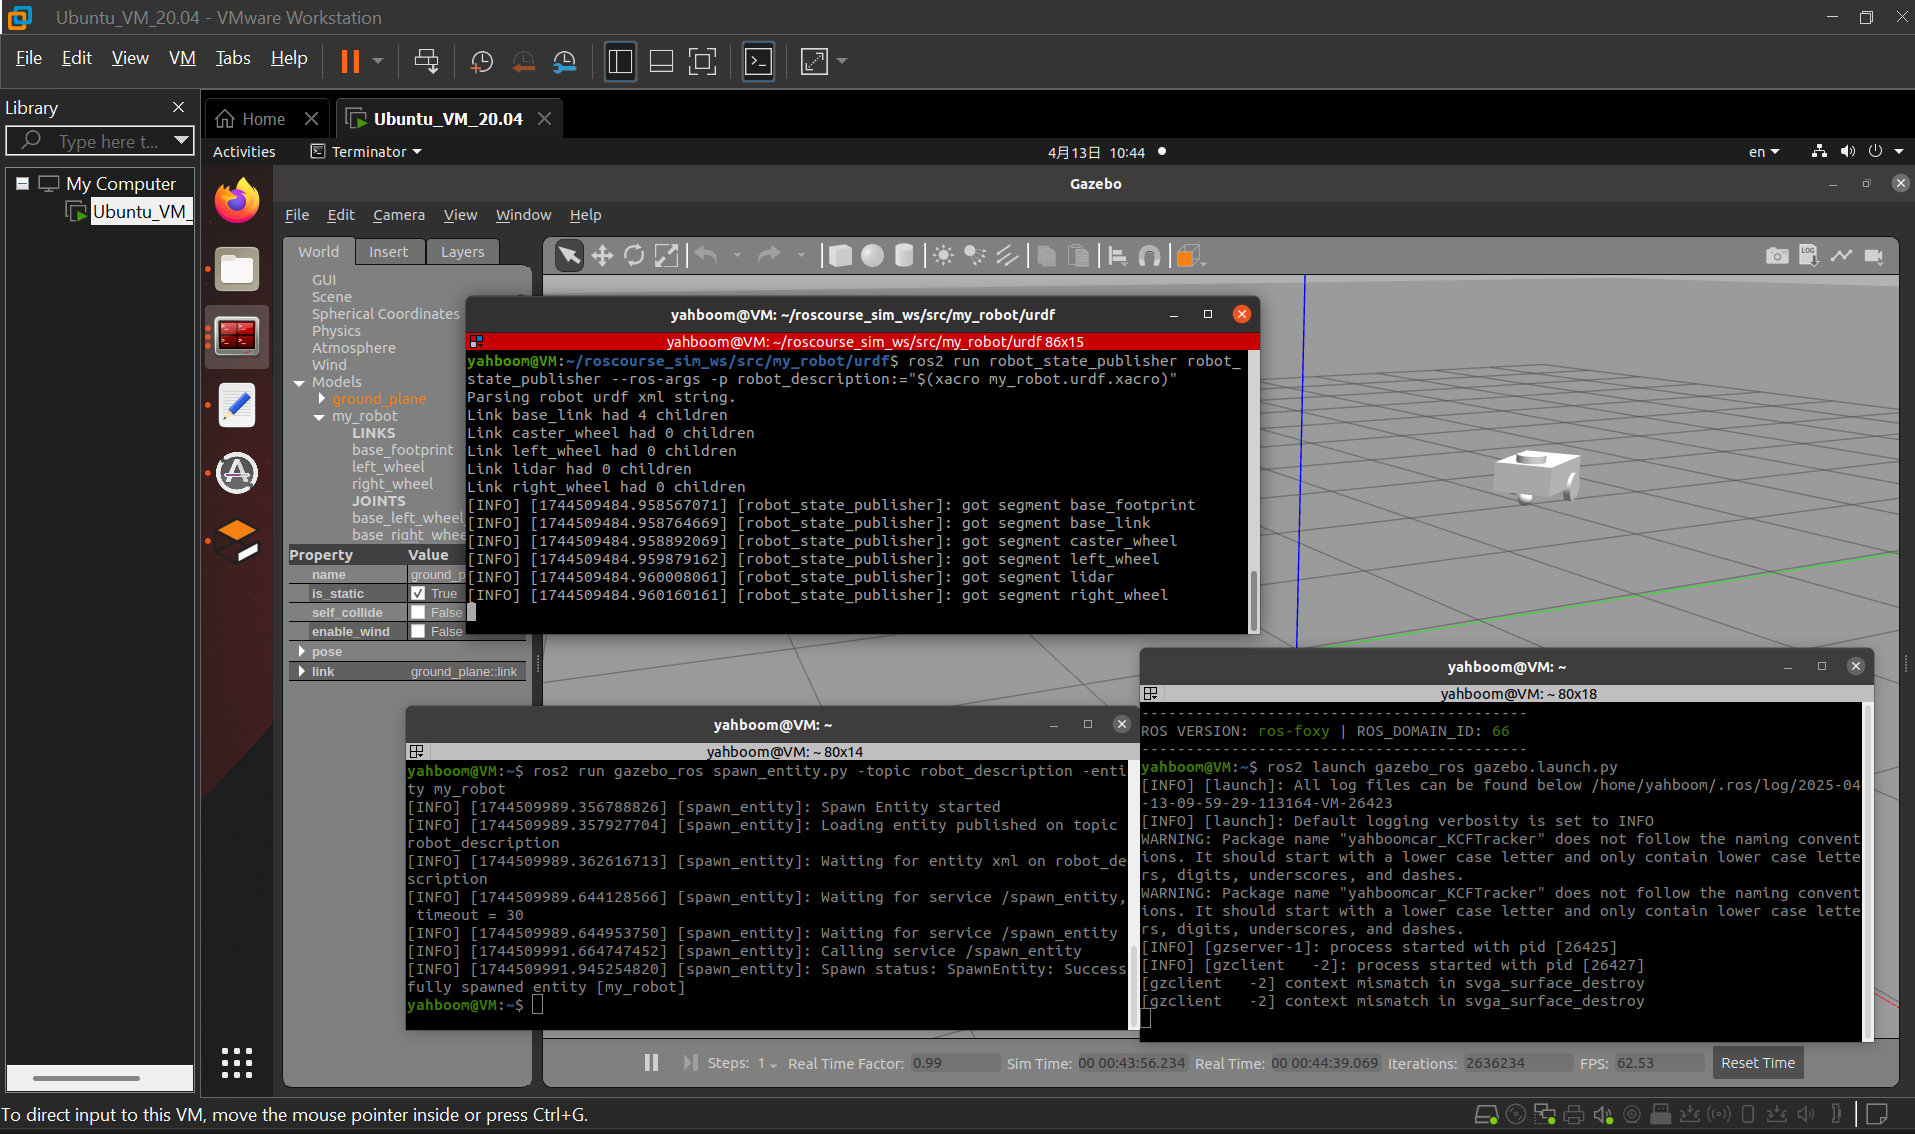 Ubuntu_VM_20.04 - VMware Workstation
File Edit View VM Tabs Help
Library
Type here t...
My Computer
Ubuntu_VM_
Home
Ubuntu_VM_20.04
Activities
Terminator
4月13日 10:44
en
Gazebo
File Edit Camera View Window Help
World Insert Layers
LOG
GUI
Scene
Spherical Coordinates
Physics
Atmosphere
Wind
Models
ground_plane
my_robot
LINKS
base_footprint
left_wheel
right_wheel
JOINTS
base_left_wheel
base_right_whee
Property Value
name ground_p
is_static True
self_collide False
enable_wind False
pose
link ground_plane::link
yahboom@VM: ~/roscourse_sim_ws/src/my_robot/urdf
yahboom@VM: ~/roscourse_sim_ws/src/my_robot/urdf 86x15
yahboom@VM:~/roscourse_sim_ws/src/my_robot/urdf$ ros2 run robot_state_publisher robot_
state_publisher --ros-args -p robot_description:="$(xacro my_robot.urdf.xacro)"
Parsing robot urdf xml string.
Link base_link had 4 children
Link caster_wheel had 0 children
Link left_wheel had 0 children
Link lidar had 0 children
Link right_wheel had 0 children
[INFO] [1744509484.958567071] [robot_state_publisher]: got segment base_footprint
[INFO] [1744509484.958764669] [robot_state_publisher]: got segment base_link
[INFO] [1744509484.958892069] [robot_state_publisher]: got segment caster_wheel
[INFO] [1744509484.959879162] [robot_state_publisher]: got segment left_wheel
[INFO] [1744509484.960008061] [robot_state_publisher]: got segment lidar
[INFO] [1744509484.960160161] [robot_state_publisher]: got segment right_wheel
yahboom@VM: ~
yahboom@VM: ~ 80x14
yahboom@VM:~$ ros2 run gazebo_ros spawn_entity.py -topic robot_description -enti
ty my_robot
[INFO] [1744509989.356788826] [spawn_entity]: Spawn Entity started
[INFO] [1744509989.357927704] [spawn_entity]: Loading entity published on topic
robot_description
[INFO] [1744509989.362616713] [spawn_entity]: Waiting for entity xml on robot_de
scription
[INFO] [1744509989.644128566] [spawn_entity]: Waiting for service /spawn_entity,
timeout = 30
[INFO] [1744509989.644953750] [spawn_entity]: Waiting for service /spawn_entity
[INFO] [1744509991.664747452] [spawn_entity]: Calling service /spawn_entity
[INFO] [1744509991.945254820] [spawn_entity]: Spawn status: SpawnEntity: Success
fully spawned entity [my_robot]
yahboom@VM:~$
yahboom@VM: ~
yahboom@VM: ~ 80x18
-------------------------------------------
ROS VERSION: ros-foxy | ROS_DOMAIN_ID: 66
-------------------------------------------
yahboom@VM:~$ ros2 launch gazebo_ros gazebo.launch.py
[INFO] [launch]: All log files can be found below /home/yahboom/.ros/log/2025-04
-13-09-59-29-113164-VM-26423
[INFO] [launch]: Default logging verbosity is set to INFO
WARNING: Package name "yahboomcar_KCFTracker" does not follow the naming convent
ions. It should start with a lower case letter and only contain lower case lette
rs, digits, underscores, and dashes.
WARNING: Package name "yahboomcar_KCFTracker" does not follow the naming convent
ions. It should start with a lower case letter and only contain lower case lette
rs, digits, underscores, and dashes.
[INFO] [gzserver-1]: process started with pid [26425]
[INFO] [gzclient   -2]: process started with pid [26427]
[gzclient   -2] context mismatch in svga_surface_destroy
[gzclient   -2] context mismatch in svga_surface_destroy
Steps: 1 Real Time Factor: 0.99 Sim Time: 00 00:43:56.234 Real Time: 00 00:44:39.069 Iterations: 2636234 FPS: 62.53 Reset Time
To direct input to this VM, move the mouse pointer inside or press Ctrl+G.